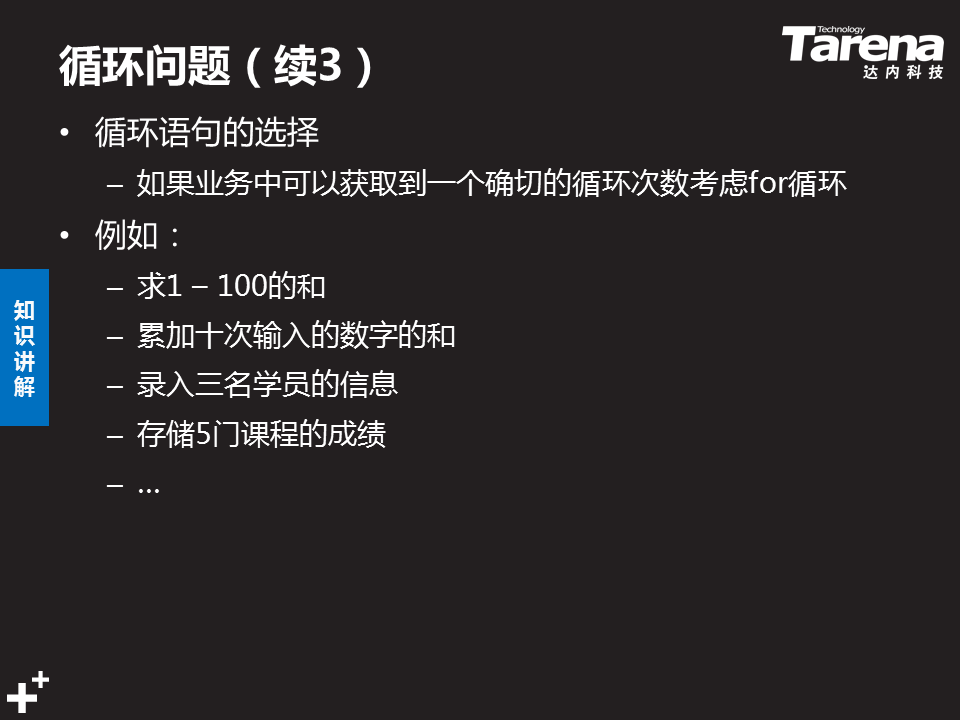 循环问题（续3）
Technology
Tarena
达内科技
• 循环语句的选择
– 如果业务中可以获取到一个确切的循环次数考虑for循环
• 例如：
– 求1 – 100的和
– 累加十次输入的数字的和
– 录入三名学员的信息
– 存储5门课程的成绩
– ...
知识讲解